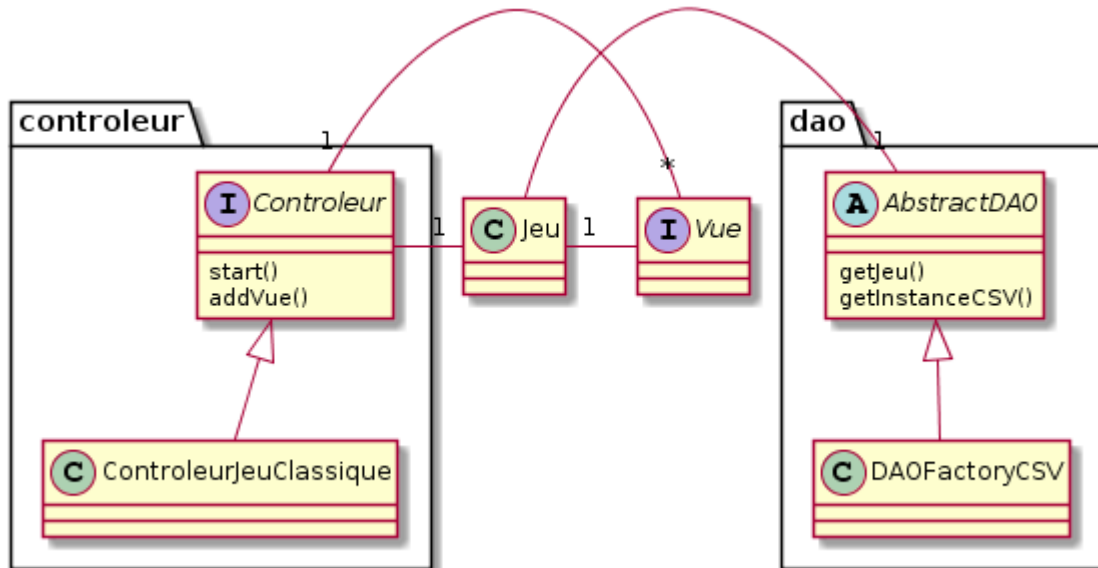 controleur
dao
1
1
*
I Controleur
start()
addVue()
1
C Jeu
1
I Vue
A AbstractDAO
getJeu()
getInstanceCSV()
C ControleurJeuClassique
C DAOFactoryCSV